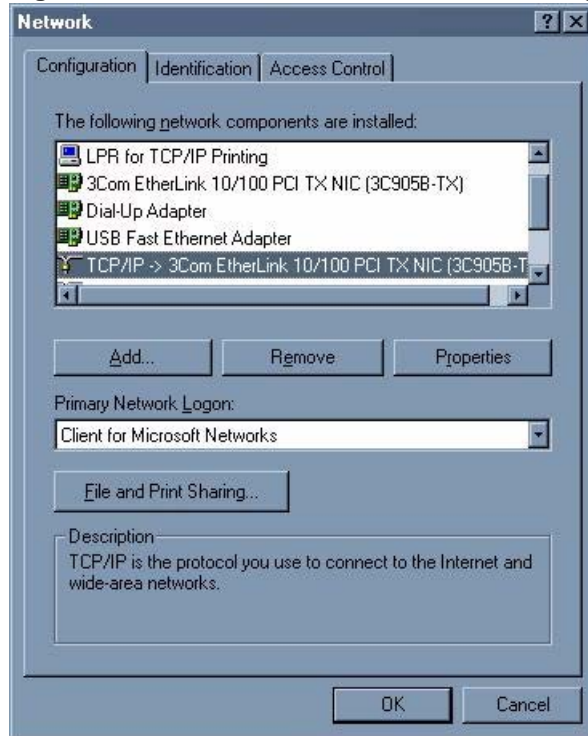 Network
Configuration
Identification
Access Control
The following network components are installed:
LPR for TCP/IP Printing
3Com EtherLink 10/100 PCI TX NIC (3C905B-TX)
Dial-Up Adapter
USB Fast Ethernet Adapter
TCP/IP -> 3Com EtherLink 10/100 PCI TX NIC (3C905B-T
Add...
Remove
Properties
Primary Network Logon:
Client for Microsoft Networks
File and Print Sharing...
Description
TCP/IP is the protocol you use to connect to the Internet and
wide-area networks.
OK
Cancel